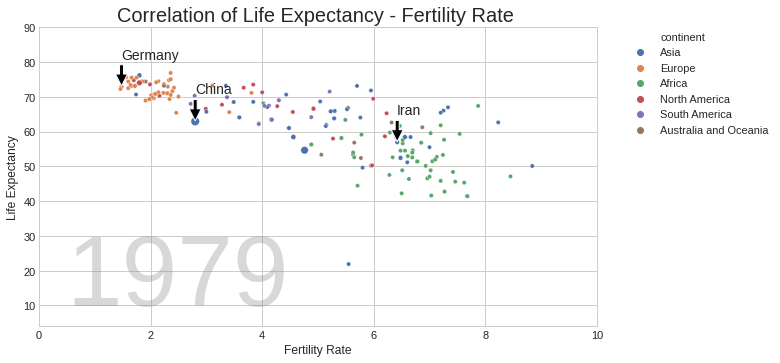 Correlation of Life Expectancy - Fertility Rate
90
80
70
60
50
40
30
20
10
Life Expectancy
Germany
China
Iran
1979
0
2
4
6
8
10
Fertility Rate
continent
Asia
Europe
Africa
North America
South America
Australia and Oceania